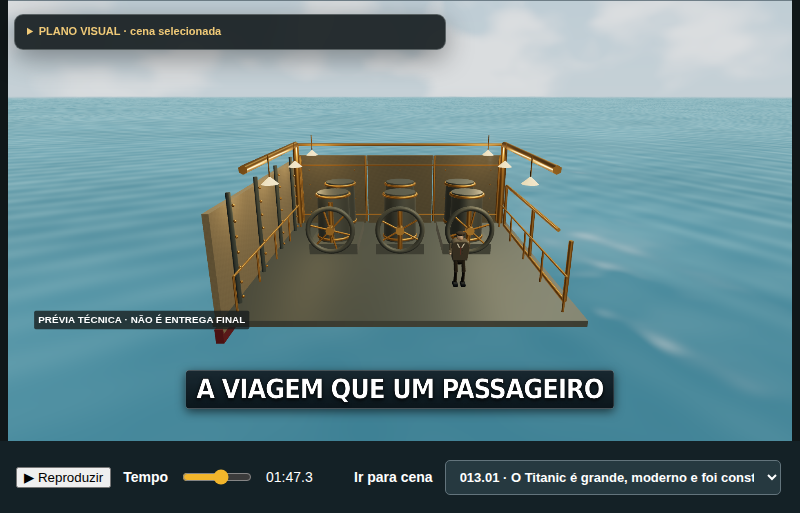 ▶ PLANO VISUAL · cena selecionada
PRÉVIA TÉCNICA · NÃO É ENTREGA FINAL
A VIAGEM QUE UM PASSAGEIRO
▶ Reproduzir Tempo 01:47.3 Ir para cena 013.01 · O Titanic é grande, moderno e foi const